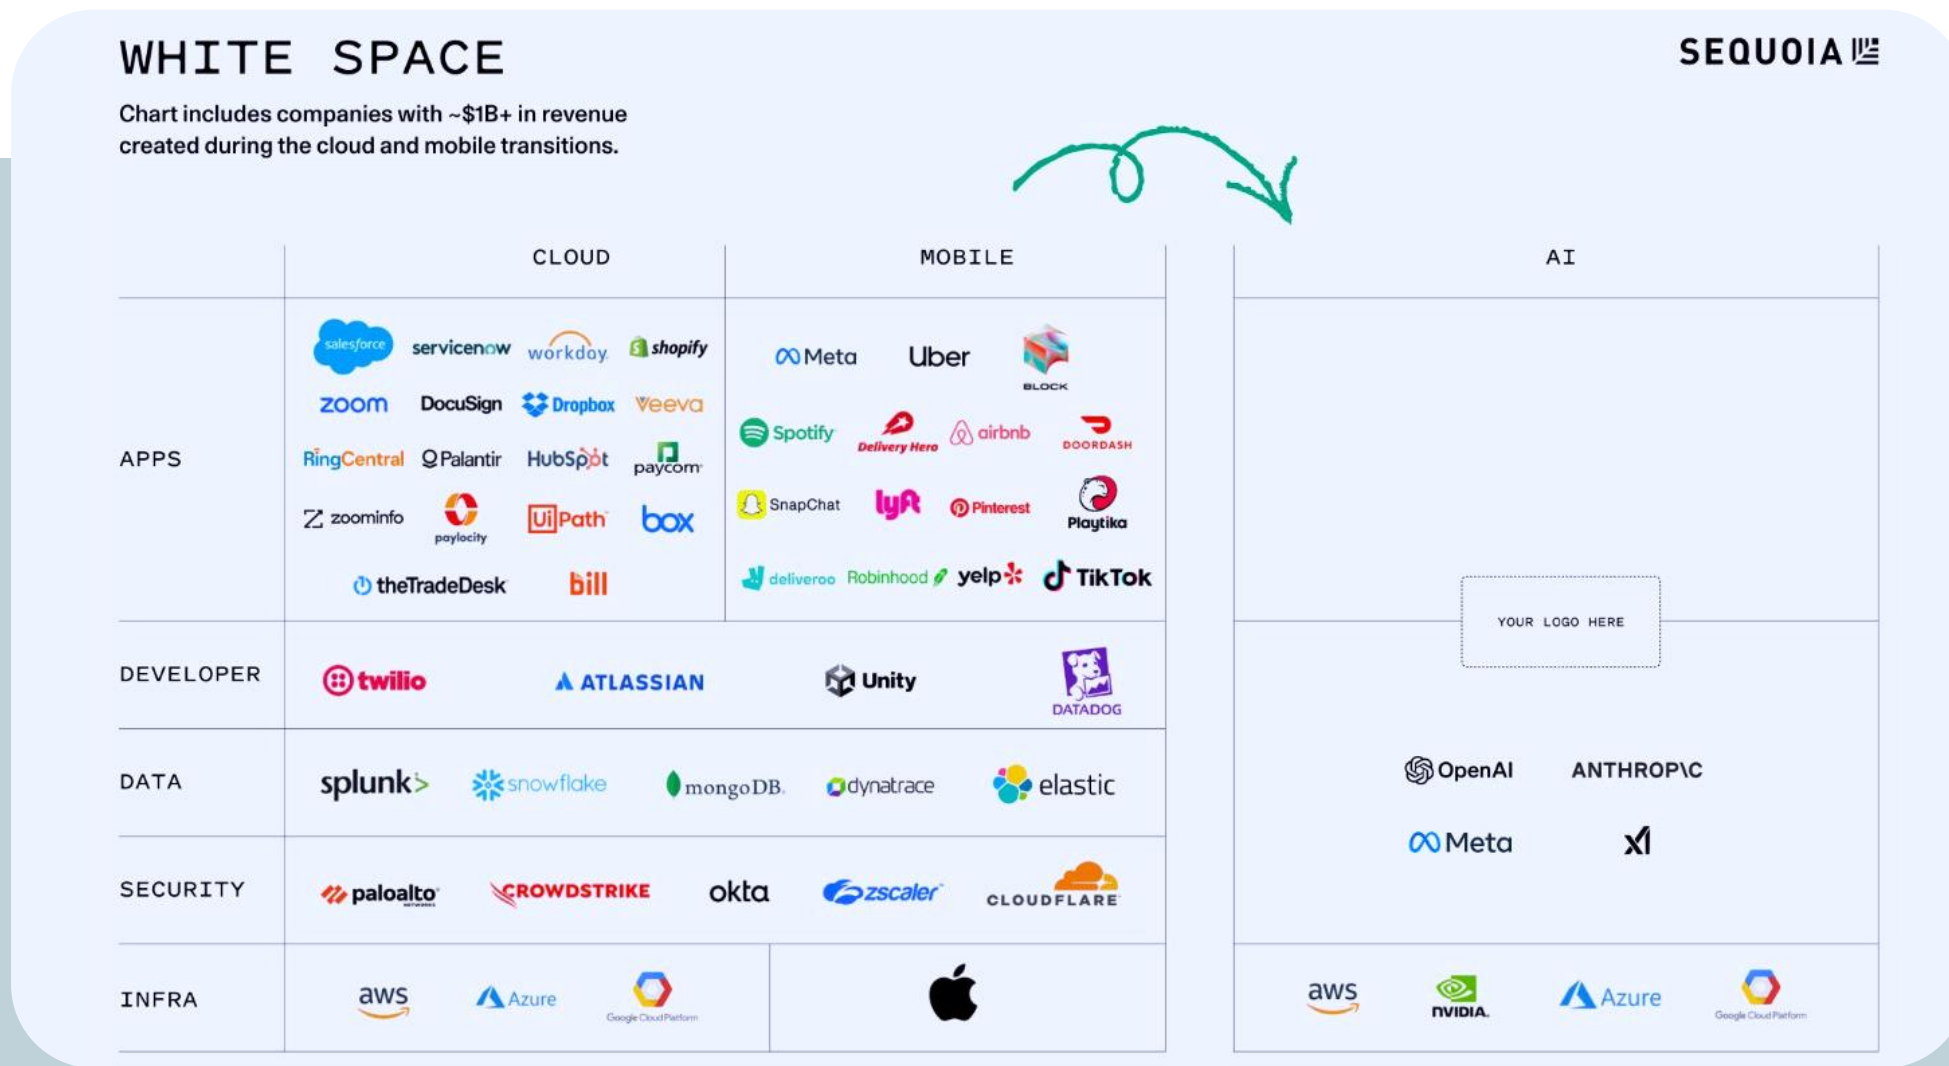 WHITE SPACE
SEQUOIA
Chart includes companies with ~$1B+ in revenue
created during the cloud and mobile transitions.
CLOUD
MOBILE
AI
APPS
salesforce servicenow workday. shopify
zoom DocuSign Dropbox Veeva
RingCentral Palantir HubSpot paycom
zoominfo paylocity UiPath box
theTradeDesk bill
Meta Uber BLOCK
Spotify Delivery Hero airbnb DOORDASH
SnapChat lyft Pinterest Playtika
deliveroo Robinhood yelp TikTok
YOUR LOGO HERE
DEVELOPER
twilio ATLASSIAN Unity DATADOG
DATA
splunk> snowflake mongoDB. dynatrace elastic
OpenAI ANTHROP\C
Meta xI
SECURITY
paloalto NETWORKS CROWDSTRIKE okta zscaler CLOUDFLARE
INFRA
aws Azure Google Cloud Platform
aws NVIDIA. Azure Google Cloud Platform